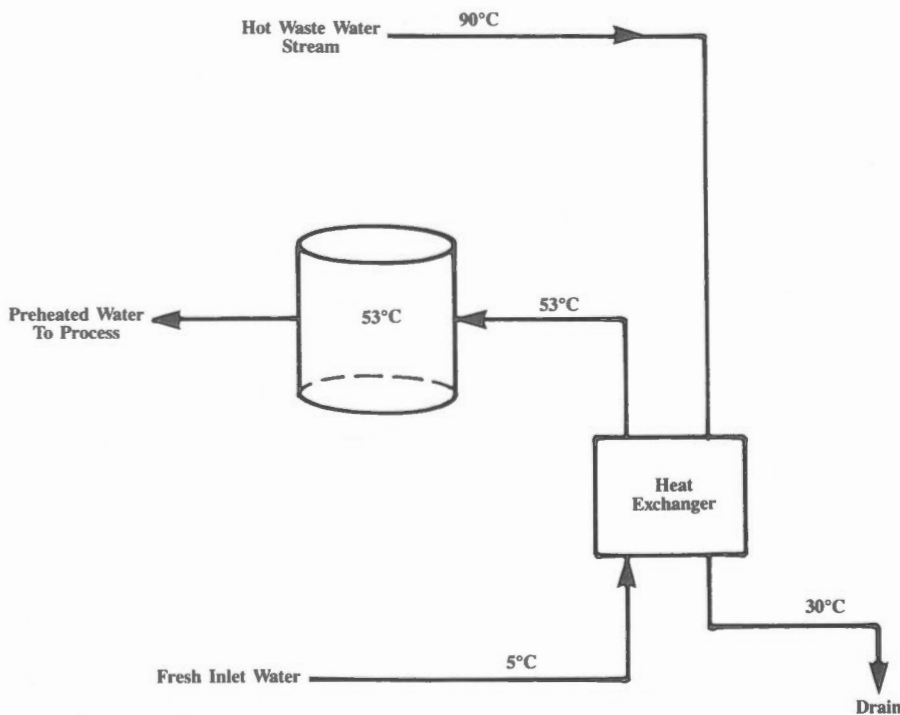 90°C
Hot Waste Water
Stream
Preheated Water
To Process
53°C
53°C
Heat
Exchanger
30°C
5°C
Fresh Inlet Water
Drain